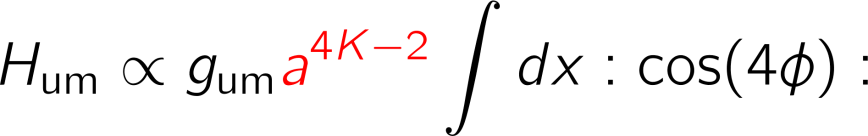 H_um ∝ g_um a^{4K−2} ∫ dx : cos(4ϕ) :